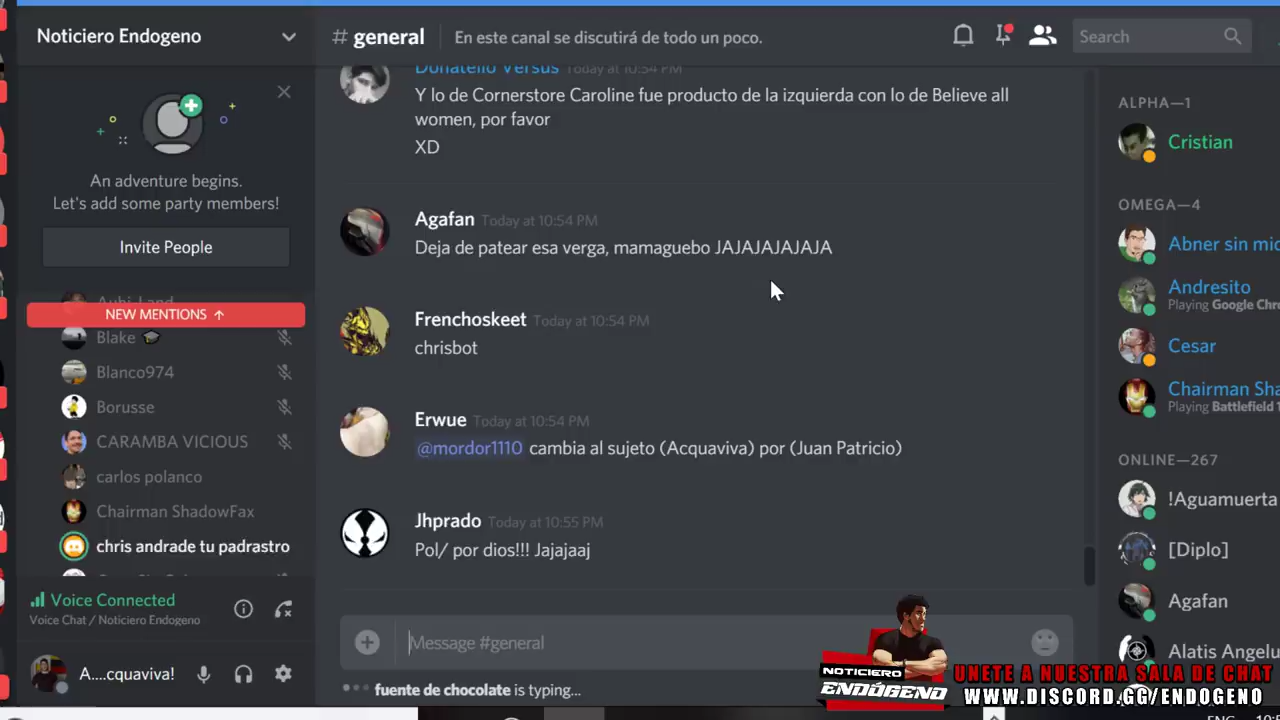 Noticiero Endogeno
# general
En este canal se discutirá de todo un poco.
Search
An adventure begins.
Let's add some party members!
Invite People
NEW MENTIONS ↑
Blake 🎓
Blanco974
Borusse
CARAMBA VICIOUS
carlos polanco
Chairman ShadowFax
chris andrade tu padrastro
Voice Connected
Voice Chat / Noticiero Endogeno
A....cquaviva!
Donatello Versus Today at 10:54 PM
Y lo de Cornerstore Caroline fue producto de la izquierda con lo de Believe all
women, por favor
XD
Agafan Today at 10:54 PM
Deja de patear esa verga, mamaguebo JAJAJAJAJAJA
Frenchoskeet Today at 10:54 PM
chrisbot
Erwue Today at 10:54 PM
@mordor1110 cambia al sujeto (Acquaviva) por (Juan Patricio)
Jhprado Today at 10:55 PM
Pol/ por dios!!! Jajajaaj
Message #general
fuente de chocolate is typing...
ALPHA—1
Cristian
OMEGA—4
Abner sin mic
Andresito
Playing Google Chr
Cesar
Chairman Sha
Playing Battlefield 1
ONLINE—267
!Aguamuerta
[Diplo]
Agafan
Alatis Angelu
NOTICIERO
ENDÓGENO
UNETE A NUESTRA SALA DE CHAT
WWW.DISCORD.GG/ENDOGENO